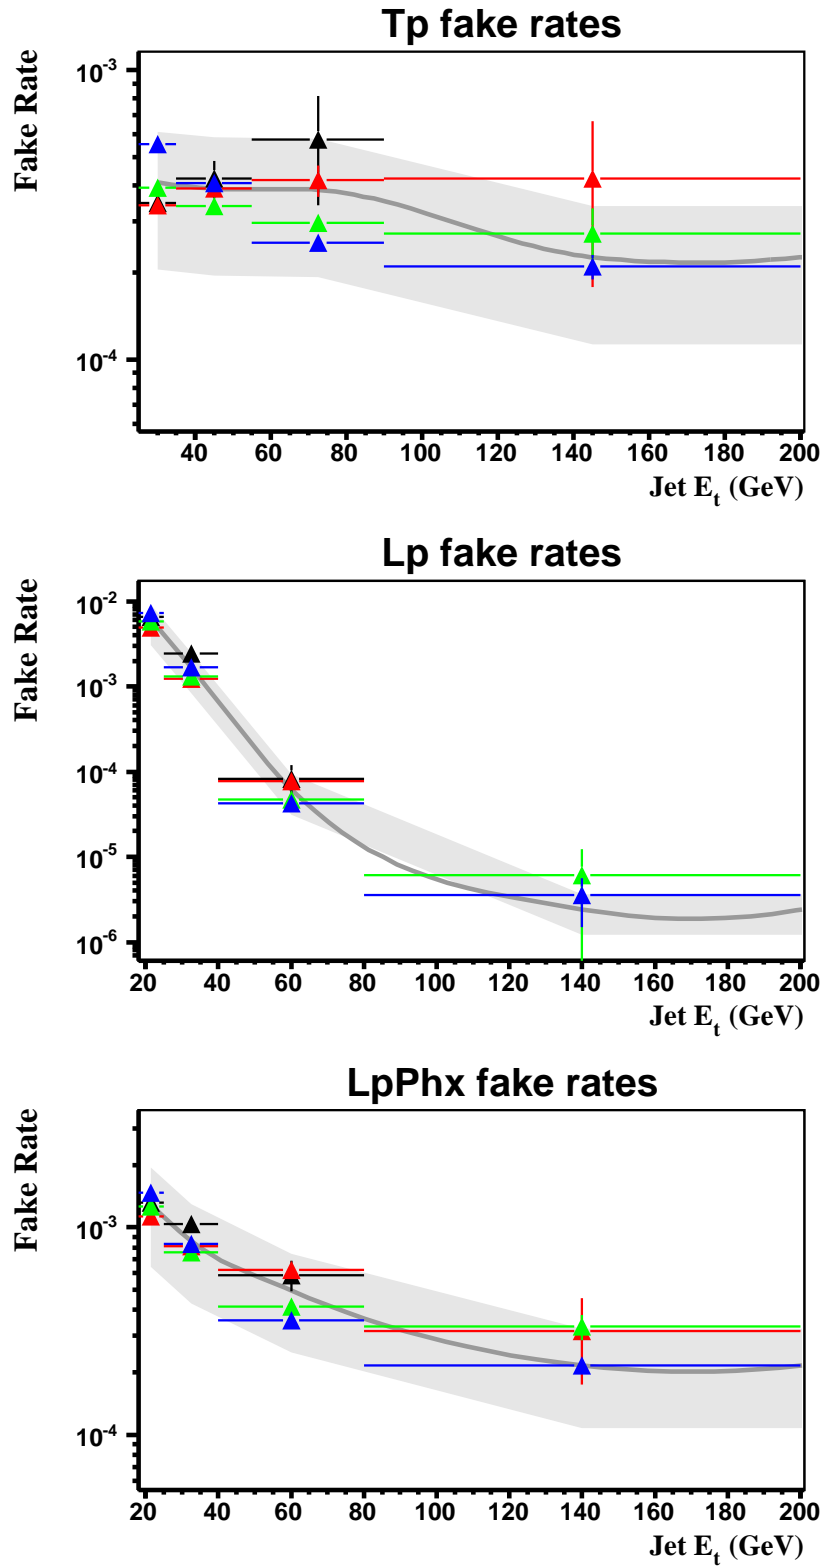 Tp fake rates
Fake Rate
10^-3
10^-4
40 60 80 100 120 140 160 180 200
Jet E_t (GeV)
Lp fake rates
Fake Rate
10^-2
10^-3
10^-4
10^-5
10^-6
20 40 60 80 100 120 140 160 180 200
Jet E_t (GeV)
LpPhx fake rates
Fake Rate
10^-3
10^-4
20 40 60 80 100 120 140 160 180 200
Jet E_t (GeV)